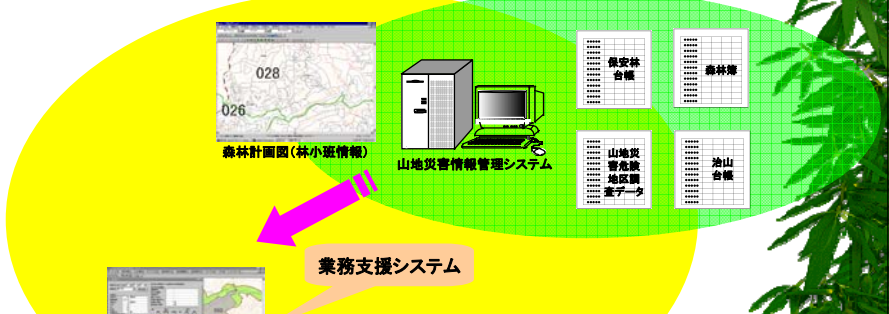 028
026
森林計画図(林小班情報)
山地災害情報管理システム
保安林
台帳
森林簿
山地災
害危険
地区調
査データ
治山
台帳
業務支援システム